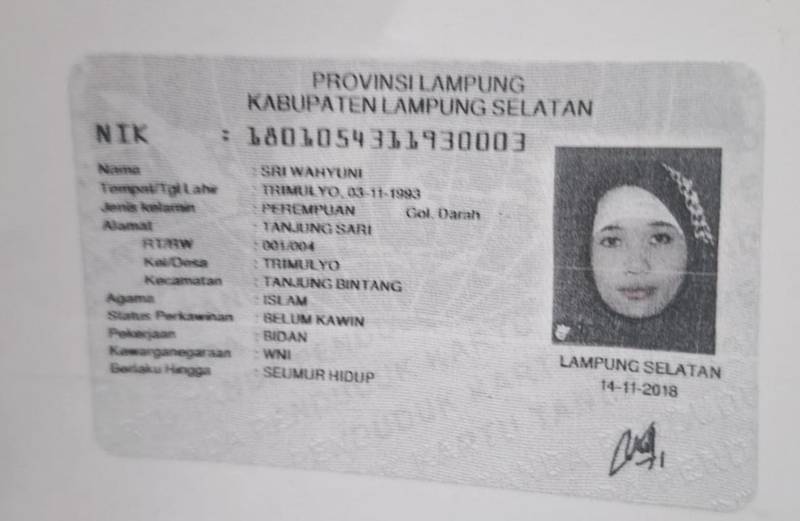 PROVINSI LAMPUNG
KABUPATEN LAMPUNG SELATAN
NIK : 1801054311930003
Nama : SRI WAHYUNI
Tempat/Tgl Lahir : TRIMULYO, 03-11-1993
Jenis kelamin : PEREMPUAN Gol. Darah : -
Alamat : TANJUNG SARI
RT/RW : 001/004
Kel/Desa : TRIMULYO
Kecamatan : TANJUNG BINTANG
Agama : ISLAM
Status Perkawinan : BELUM KAWIN
Pekerjaan : BIDAN
Kewarganegaraan : WNI
Berlaku Hingga : SEUMUR HIDUP
LAMPUNG SELATAN
14-11-2018